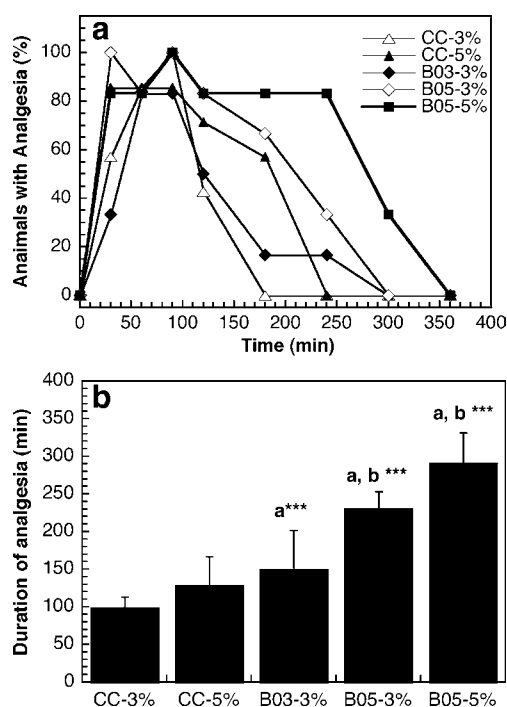 a
CC-3%
CC-5%
B03-3%
B05-3%
B05-5%
Anaimals with Analgesia (%)
100
80
60
40
20
0
0 50 100 150 200 250 300 350 400
Time (min)
b
Duration of analgesia (min)
400
350
300
250
200
150
100
50
0
a***
a, b ***
a, b ***
CC-3% CC-5% B03-3% B05-3% B05-5%